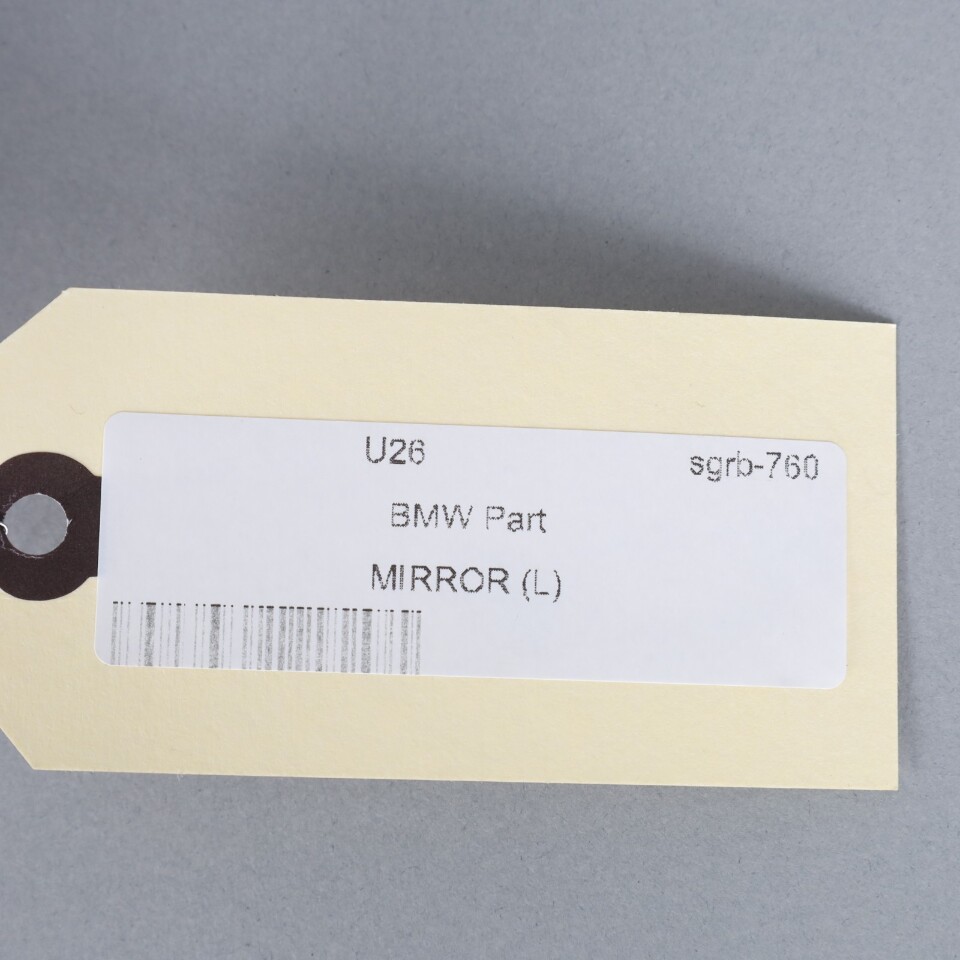 U26 sgrb-760
BMW Part
MIRROR (L)